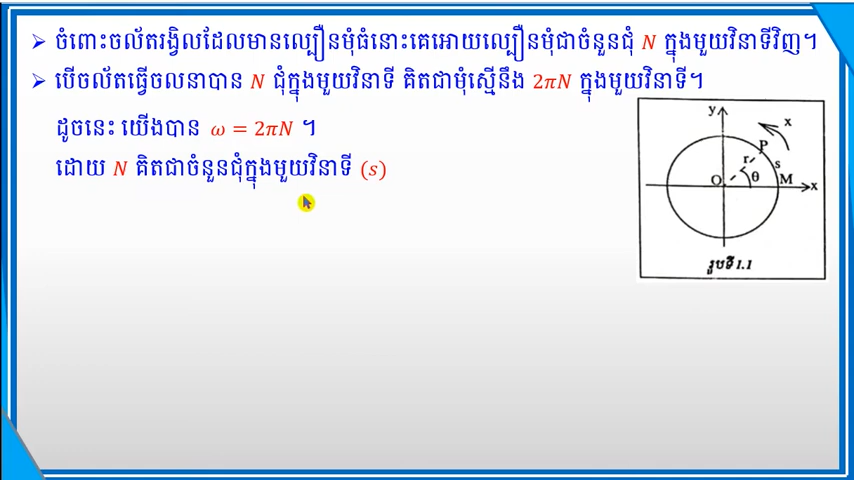 ចំពោះចល័តរង្វិលដែលមានល្បឿនមុំធំនោះគេអោយល្បឿនមុំជាចំនួនជុំ N ក្នុងមួយវិនាទីវិញ។
បើចល័តធ្វើចលនាបាន N ជុំក្នុងមួយវិនាទី គិតជាមុំស្មើនឹង 2πN ក្នុងមួយវិនាទី។
ដូចនេះ យើងបាន ω = 2πN ។
ដោយ N គិតជាចំនួនជុំក្នុងមួយវិនាទី (s)
y
x
P
r
s
O
θ
M
x
រូបទី 1.1